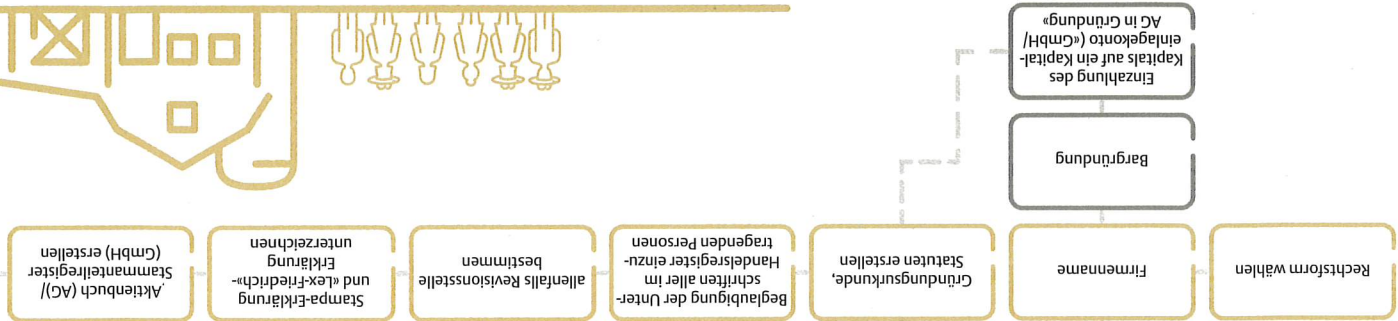 Rechtsform wählen
Firmenname
Gründungsurkunde,
Statuten erstellen
Beglaubigung der Unter-
schriften aller im
Handelregister einzu-
tragenden Personen
allenfalls Revisionsstelle
bestimmen
Stampa-Erklärung
und «Lex-Friedrich»-
Erklärung
unterzeichnen
Aktienbuch (AG)/
Stammanteilregister
(GmbH) erstellen
Bargründung
Einzahlung des
Kapitals auf ein Kapital-
einlagekonto («GmbH/
AG in Gründung»